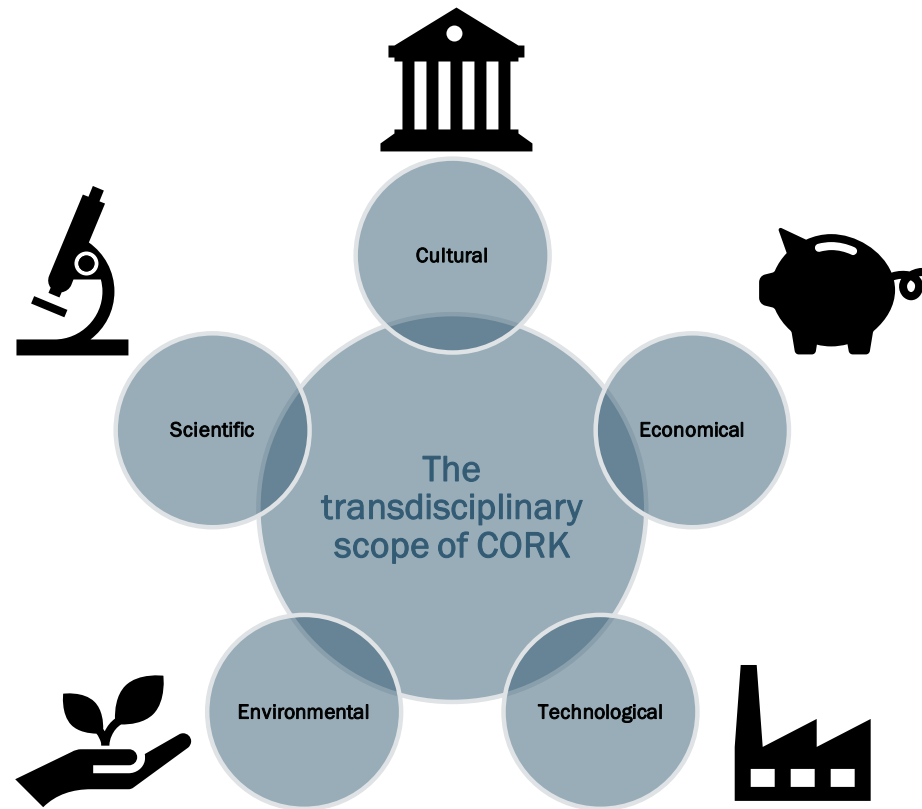 Cultural
Scientific
Economical
The
transdisciplinary
scope of CORK
Environmental
Technological